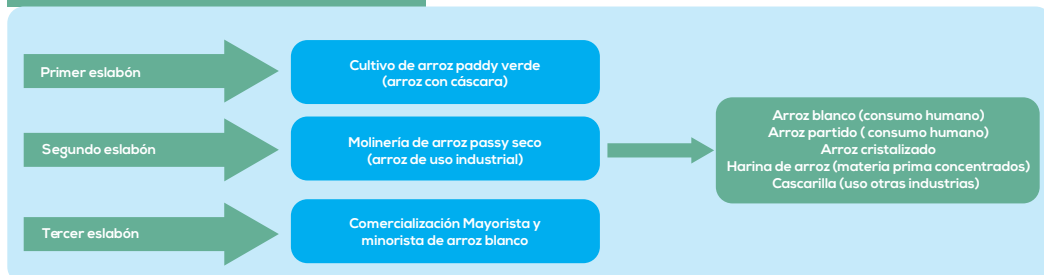 Primer eslabón
Cultivo de arroz paddy verde
(arroz con cáscara)
Segundo eslabón
Molinería de arroz passy seco
(arroz de uso industrial)
Arroz blanco (consumo humano)
Arroz partido ( consumo humano)
Arroz cristalizado
Harina de arroz (materia prima concentrados)
Cascarilla (uso otras industrias)
Tercer eslabón
Comercialización Mayorista y
minorista de arroz blanco